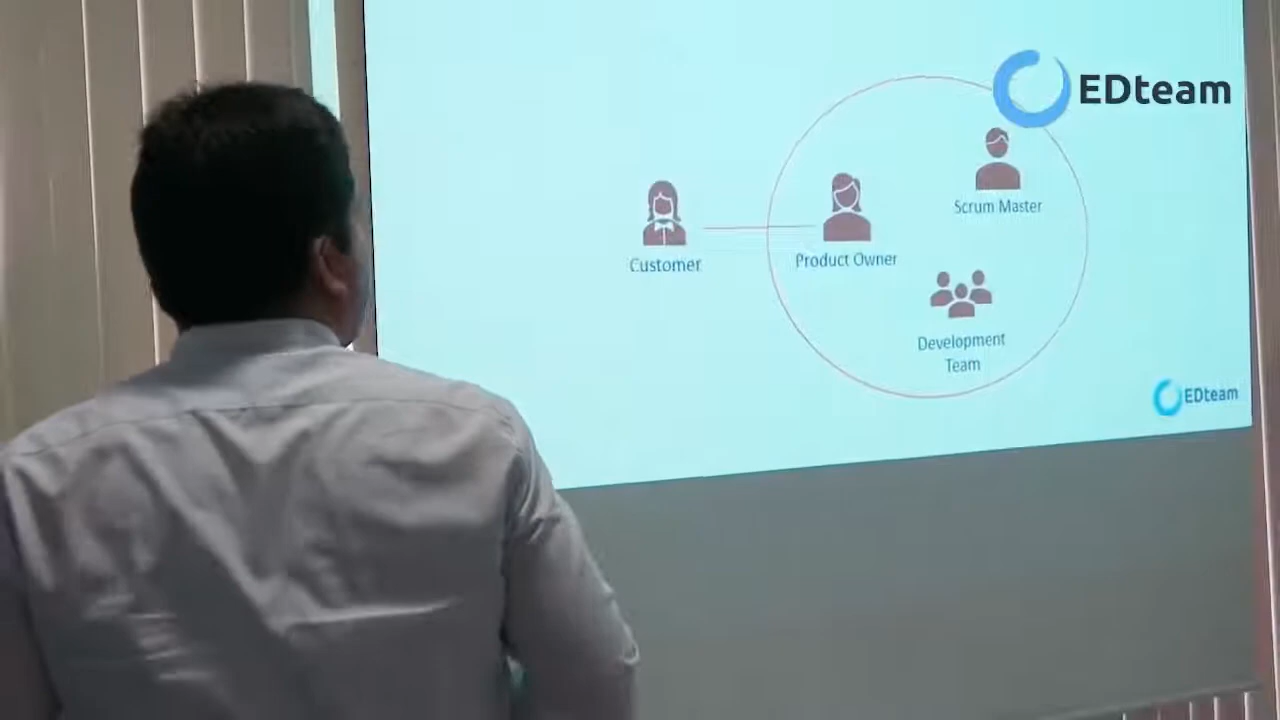 EDteam
Scrum Master
Customer
Product Owner
Development
Team
EDteam